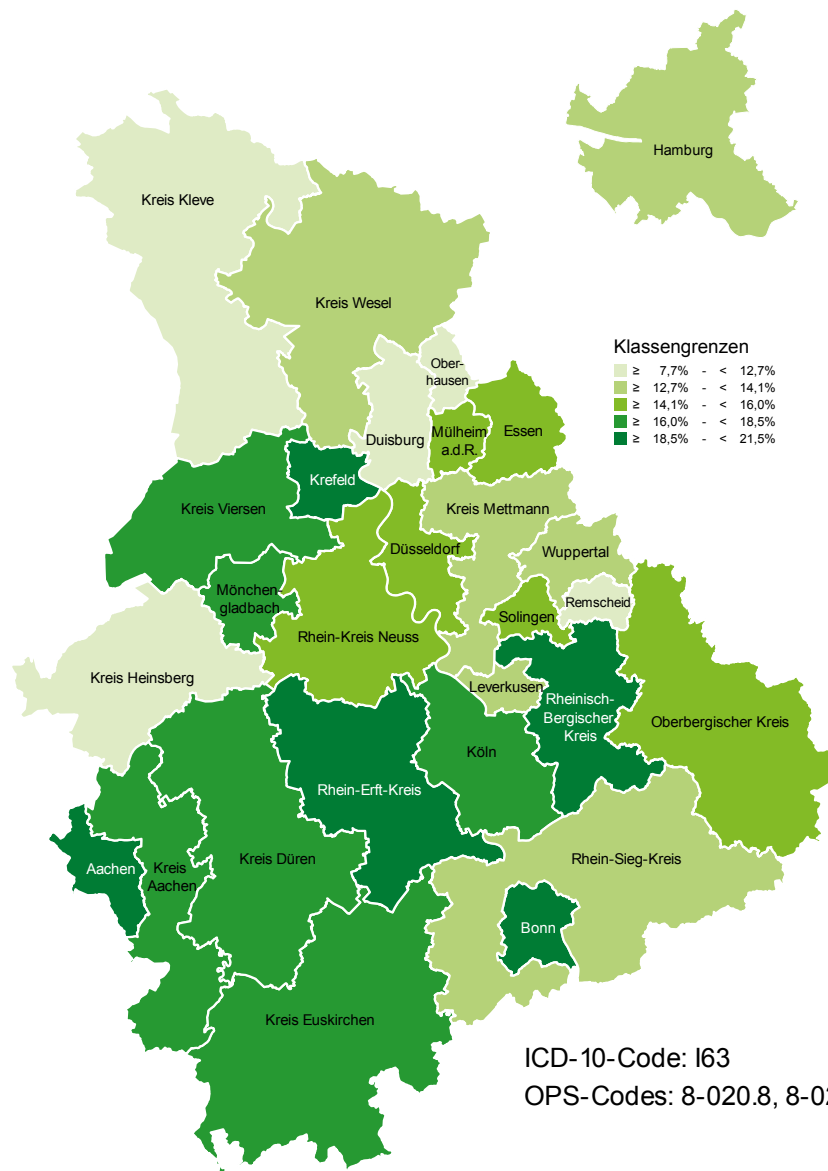 Hamburg
Kreis Kleve
Kreis Wesel
Klassengrenzen
≥ 7,7% - < 12,7%
≥ 12,7% - < 14,1%
≥ 14,1% - < 16,0%
≥ 16,0% - < 18,5%
≥ 18,5% - < 21,5%
Ober-
hausen
Duisburg
Mülheim
a.d.R.
Essen
Krefeld
Kreis Viersen
Kreis Mettmann
Düsseldorf
Wuppertal
Mönchen
gladbach
Remscheid
Solingen
Rhein-Kreis Neuss
Kreis Heinsberg
Leverkusen
Rheinisch-
Bergischer
Kreis
Oberbergischer Kreis
Köln
Rhein-Erft-Kreis
Aachen
Kreis
Aachen
Kreis Düren
Rhein-Sieg-Kreis
Bonn
Kreis Euskirchen
ICD-10-Code: I63
OPS-Codes: 8-020.8, 8-02